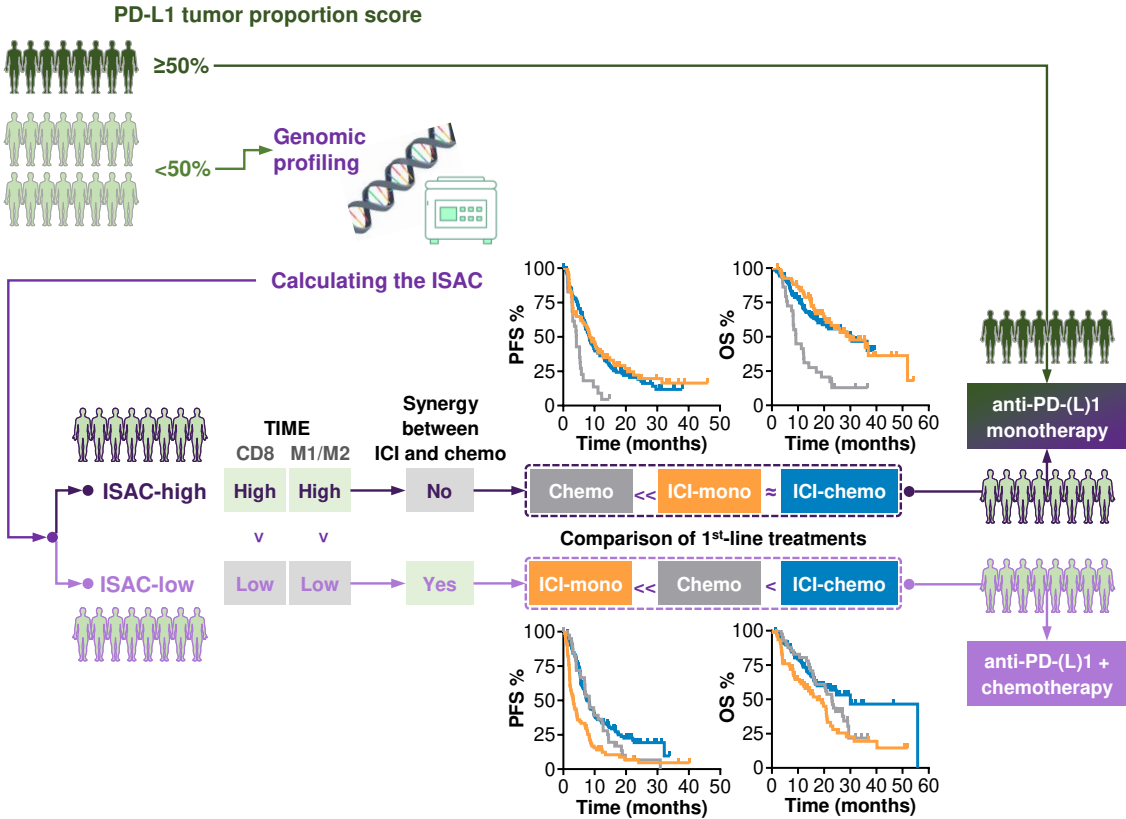 PD-L1 tumor proportion score
≥50%
<50%
Genomic
profiling
Calculating the ISAC
PFS %
100
75
50
25
0
0 10 20 30 40 50
Time (months)
OS %
100
75
50
25
0
0 10 20 30 40 50 60
Time (months)
anti-PD-(L)1
monotherapy
TIME
CD8 M1/M2
Synergy
between
ICI and chemo
ISAC-high
High High
No
Chemo << ICI-mono ≈ ICI-chemo
v v
Comparison of 1st-line treatments
ISAC-low
Low Low
Yes
ICI-mono << Chemo < ICI-chemo
anti-PD-(L)1 +
chemotherapy
PFS %
100
75
50
25
0
0 10 20 30 40 50
Time (months)
OS %
100
75
50
25
0
0 10 20 30 40 50 60
Time (months)